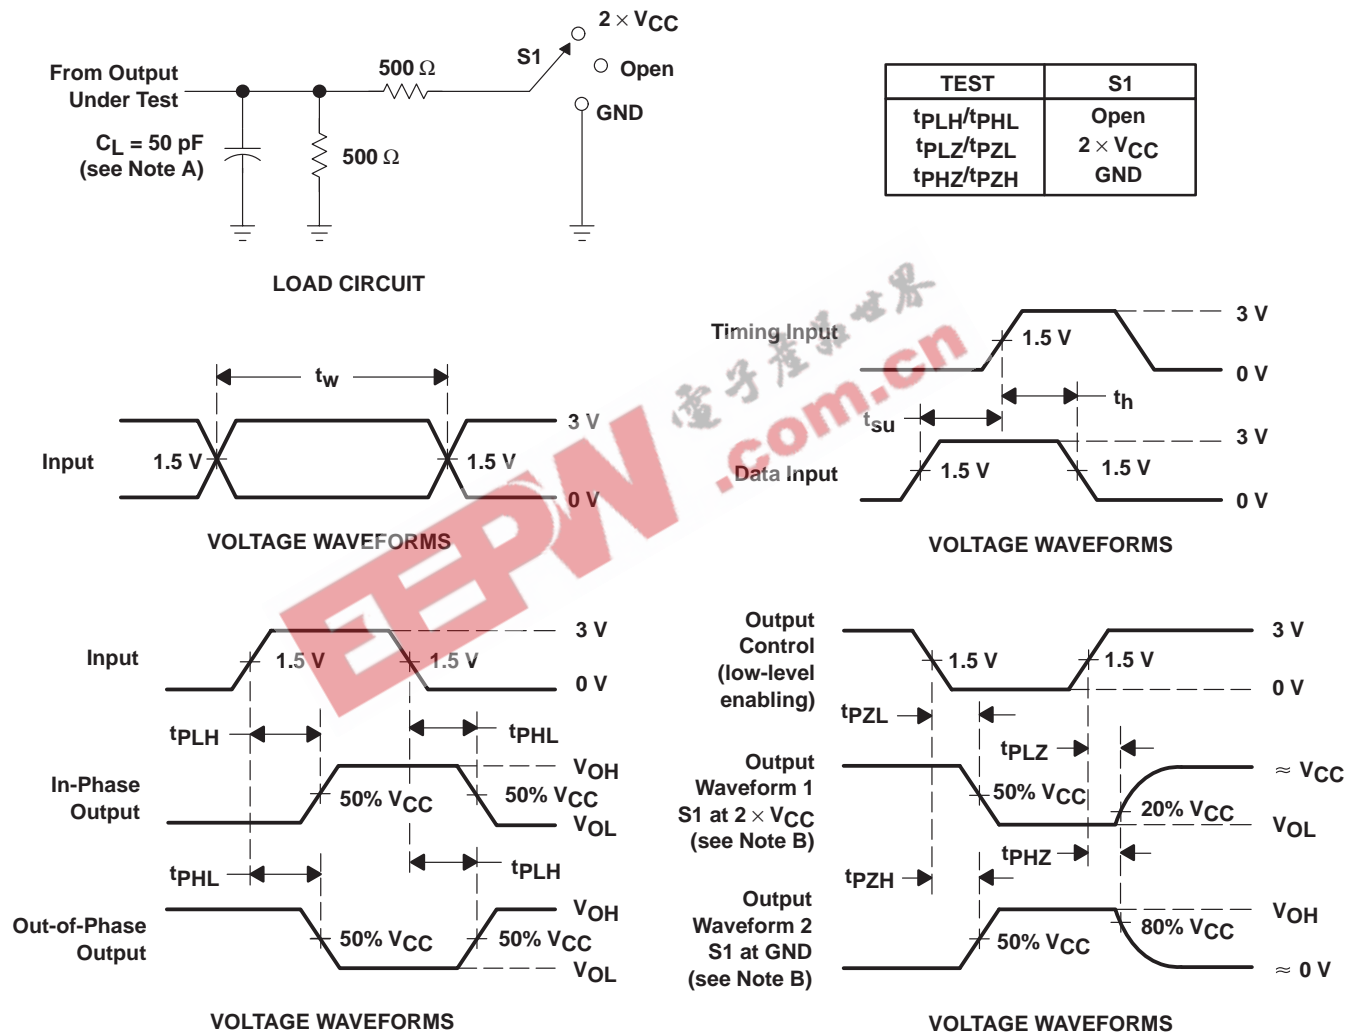 2 × VCC
S1
Open
GND
From Output
Under Test
500 Ω
CL = 50 pF
(see Note A)
500 Ω
LOAD CIRCUIT
TEST S1
tPLH/tPHL Open
tPLZ/tPZL 2 × VCC
tPHZ/tPZH GND
tw
Input
1.5 V
1.5 V
3 V
0 V
VOLTAGE WAVEFORMS
Timing Input
1.5 V
3 V
0 V
th
tsu
Data Input
1.5 V
1.5 V
3 V
0 V
VOLTAGE WAVEFORMS
電子產品世界
.com.cn
EEPW
Input
1.5 V
1.5 V
3 V
0 V
tPLH
tPHL
In-Phase
Output
50% VCC
50% VCC
VOH
VOL
tPHL
tPLH
Out-of-Phase
Output
50% VCC
50% VCC
VOH
VOL
VOLTAGE WAVEFORMS
Output
Control
(low-level
enabling)
1.5 V
1.5 V
3 V
0 V
tPZL
tPLZ
Output
Waveform 1
S1 at 2 × VCC
(see Note B)
50% VCC
20% VCC
≈ VCC
VOL
tPHZ
tPZH
Output
Waveform 2
S1 at GND
(see Note B)
50% VCC
80% VCC
VOH
≈ 0 V
VOLTAGE WAVEFORMS